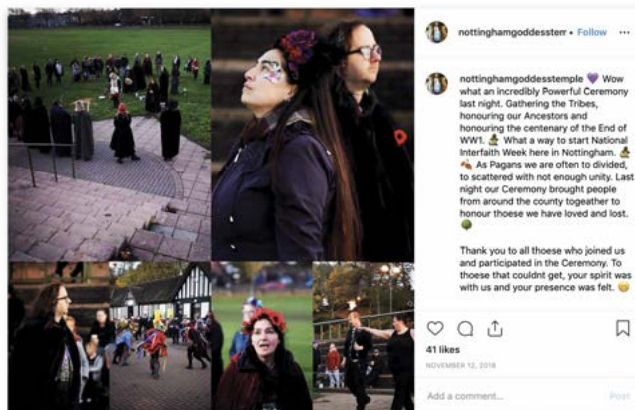 nottinghamgoddesstem • Follow
nottinghamgoddesstemple 💜 Wow
what an incredibly Powerful Ceremony
last night. Gathering the Tribes,
honouring our Ancestors and
honouring the centenary of the End of
WW1. What a way to start National
Interfaith Week here in Nottingham.
As Pagans we are often to divided,
to scattered with not enough unity. Last
night our Ceremony brought people
from around the county togeather to
honour thoese we have loved and lost.
🌳
Thank you to all thoese who joined us
and participated in the Ceremony. To
thoese that couldnt get, your spirit was
with us and your presence was felt. 😊
41 likes
NOVEMBER 12, 2018
Add a comment...
Post